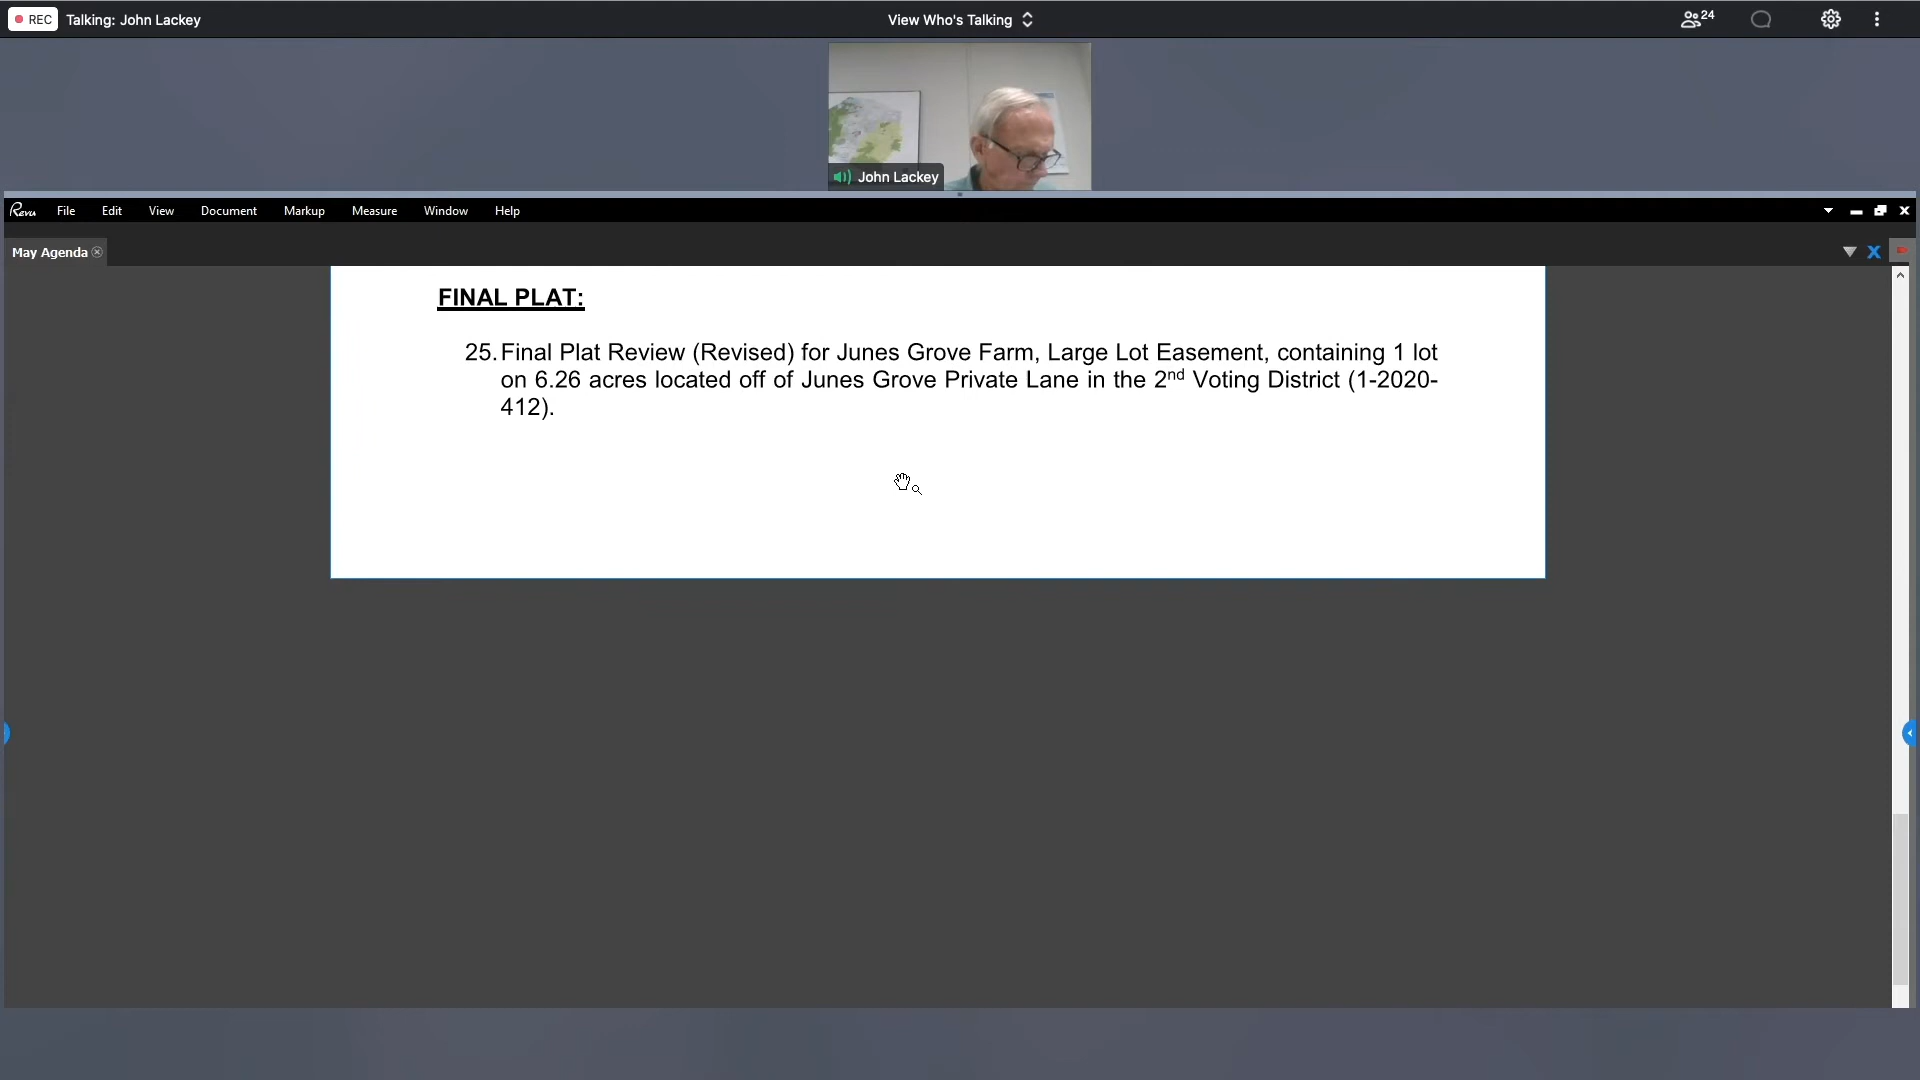 REC Talking: John Lackey
View Who's Talking
24
John Lackey
Revu File Edit View Document Markup Measure Window Help
May Agenda
FINAL PLAT:
25. Final Plat Review (Revised) for Junes Grove Farm, Large Lot Easement, containing 1 lot
on 6.26 acres located off of Junes Grove Private Lane in the 2nd Voting District (1-2020-
412).